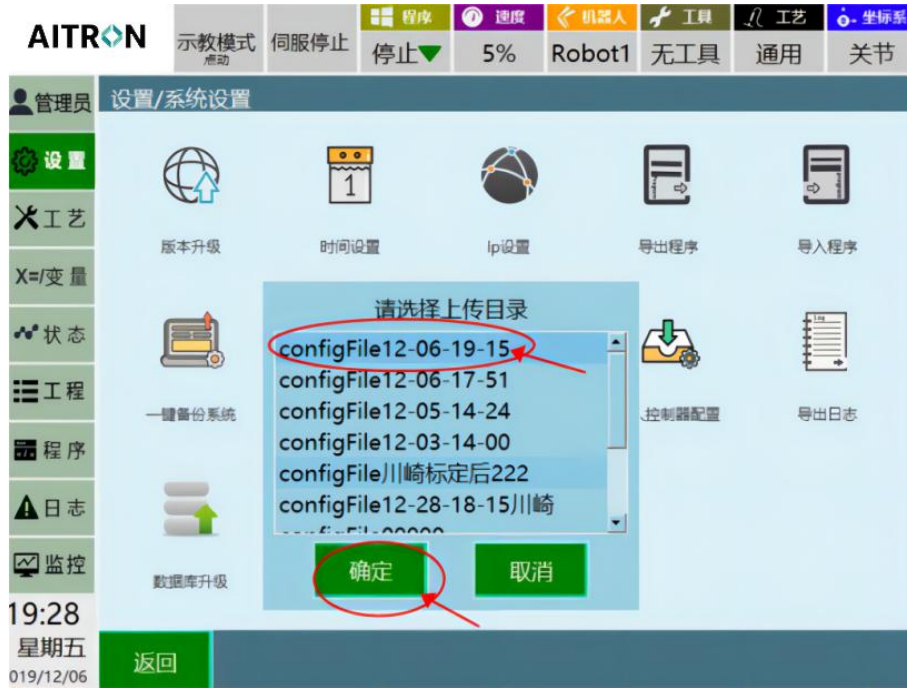 AITRON
示教模式
点动
伺服停止
程序
停止
速度
5%
机器人
Robot1
工具
无工具
工艺
通用
坐标系
关节
管理员
设置/系统设置
设置
工艺
X=/变量
状态
工程
程序
日志
监控
版本升级
1
时间设置
Ip设置
导出程序
导入程序
一键备份系统
控制器配置
log
导出日志
数据库升级
请选择上传目录
configFile12-06-19-15
configFile12-06-17-51
configFile12-05-14-24
configFile12-03-14-00
configFile川崎标定后222
configFile12-28-18-15川崎
确定
取消
19:28
星期五
019/12/06
返回